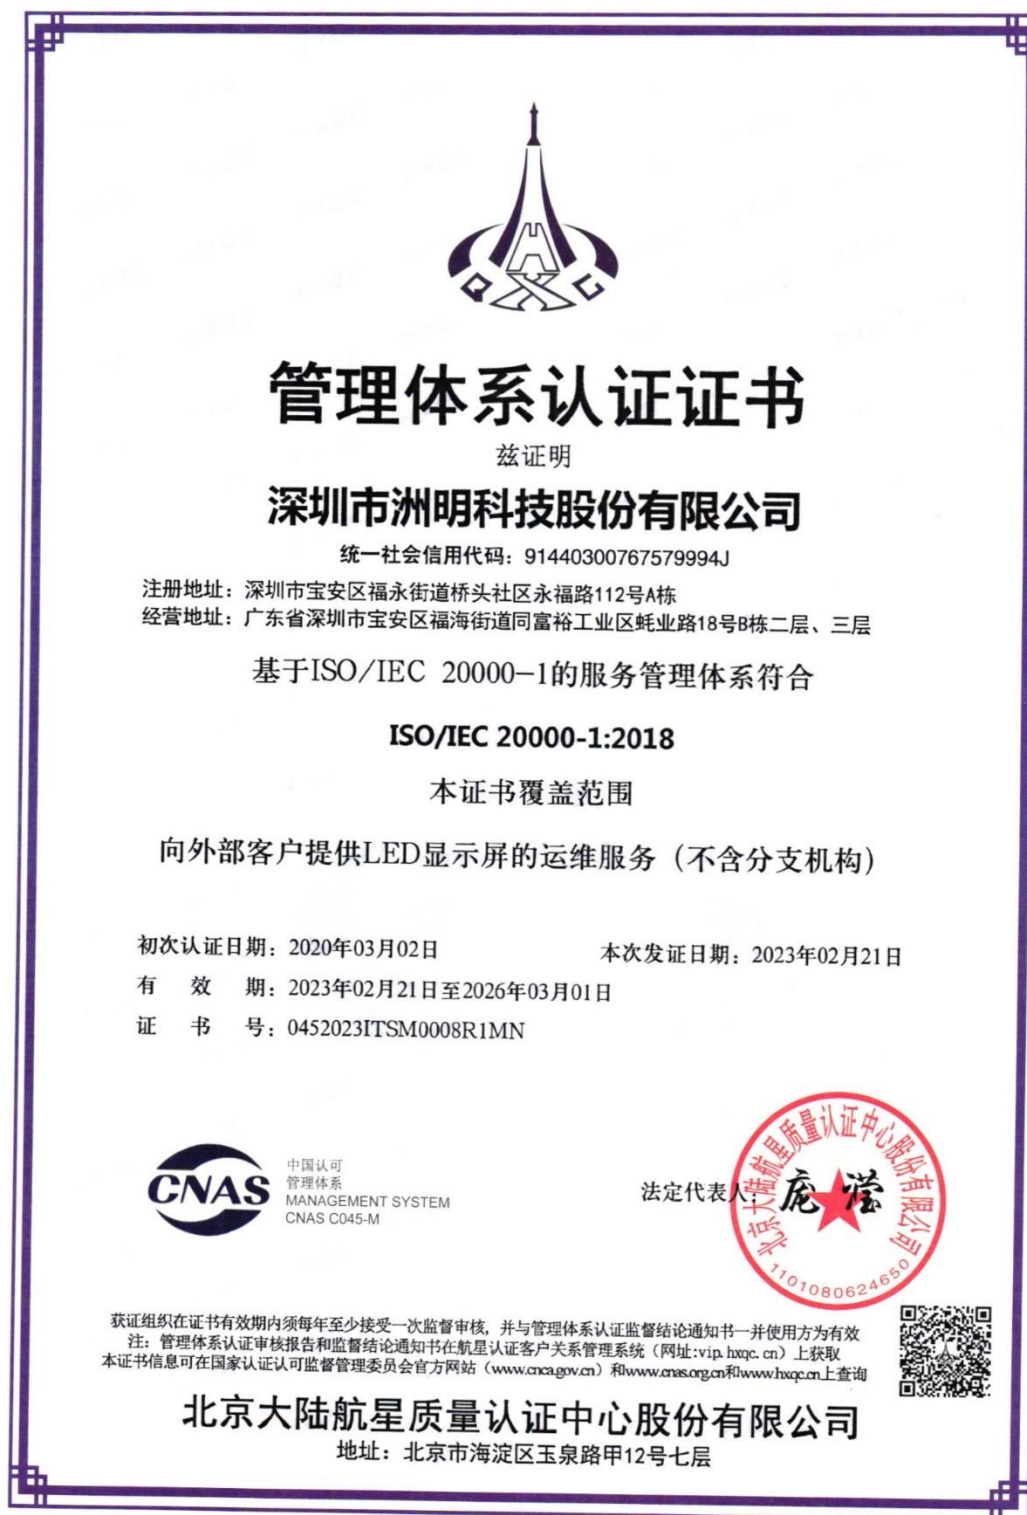 管理体系认证证书
兹证明
深圳市洲明科技股份有限公司
统一社会信用代码：91440300767579994J
注册地址：深圳市宝安区福永街道桥头社区永福路112号A栋
经营地址：广东省深圳市宝安区福海街道同富裕工业区蚝业路18号B栋二层、三层
基于ISO/IEC 20000-1的服务管理体系符合
ISO/IEC 20000-1:2018
本证书覆盖范围
向外部客户提供LED显示屏的运维服务（不含分支机构）
初次认证日期：2020年03月02日 本次发证日期：2023年02月21日
有 效 期：2023年02月21日至2026年03月01日
证 书 号：0452023ITSM0008R1MN
CNAS
中国认可
管理体系
MANAGEMENT SYSTEM
CNAS C045-M
法定代表人：庞滢
北京大陆航星质量认证中心股份有限公司
1101080624650
获证组织在证书有效期内须每年至少接受一次监督审核，并与管理体系认证监督结论通知书一并使用方为有效
注：管理体系认证审核报告和监督结论通知书在航星认证客户关系管理系统（网址:vip.hxqc.cn）上获取
本证书信息可在国家认证认可监督管理委员会官方网站（www.cnca.gov.cn）和www.cnas.org.cn和www.hxqc.cn上查询
北京大陆航星质量认证中心股份有限公司
地址：北京市海淀区玉泉路甲12号七层